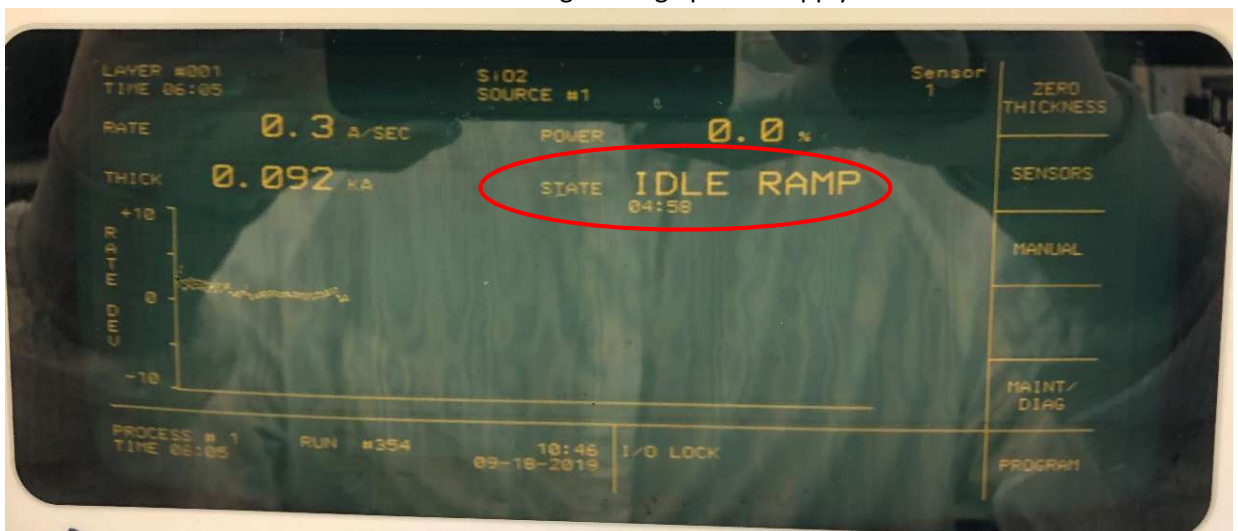 LAYER #001
TIME 06:05
SiO2
SOURCE #1
Sensor
1
RATE 0.3 A/SEC
POWER 0.0 %
THICK 0.092 KA
STATE IDLE RAMP
04:58
+10
0
-10
RATE DEV
ZERO
THICKNESS
SENSORS
MANUAL
MAINT/
DIAG
PROGRAM
PROCESS # 1
TIME 06:05
RUN #354
10:46
09-18-2019
I/O LOCK